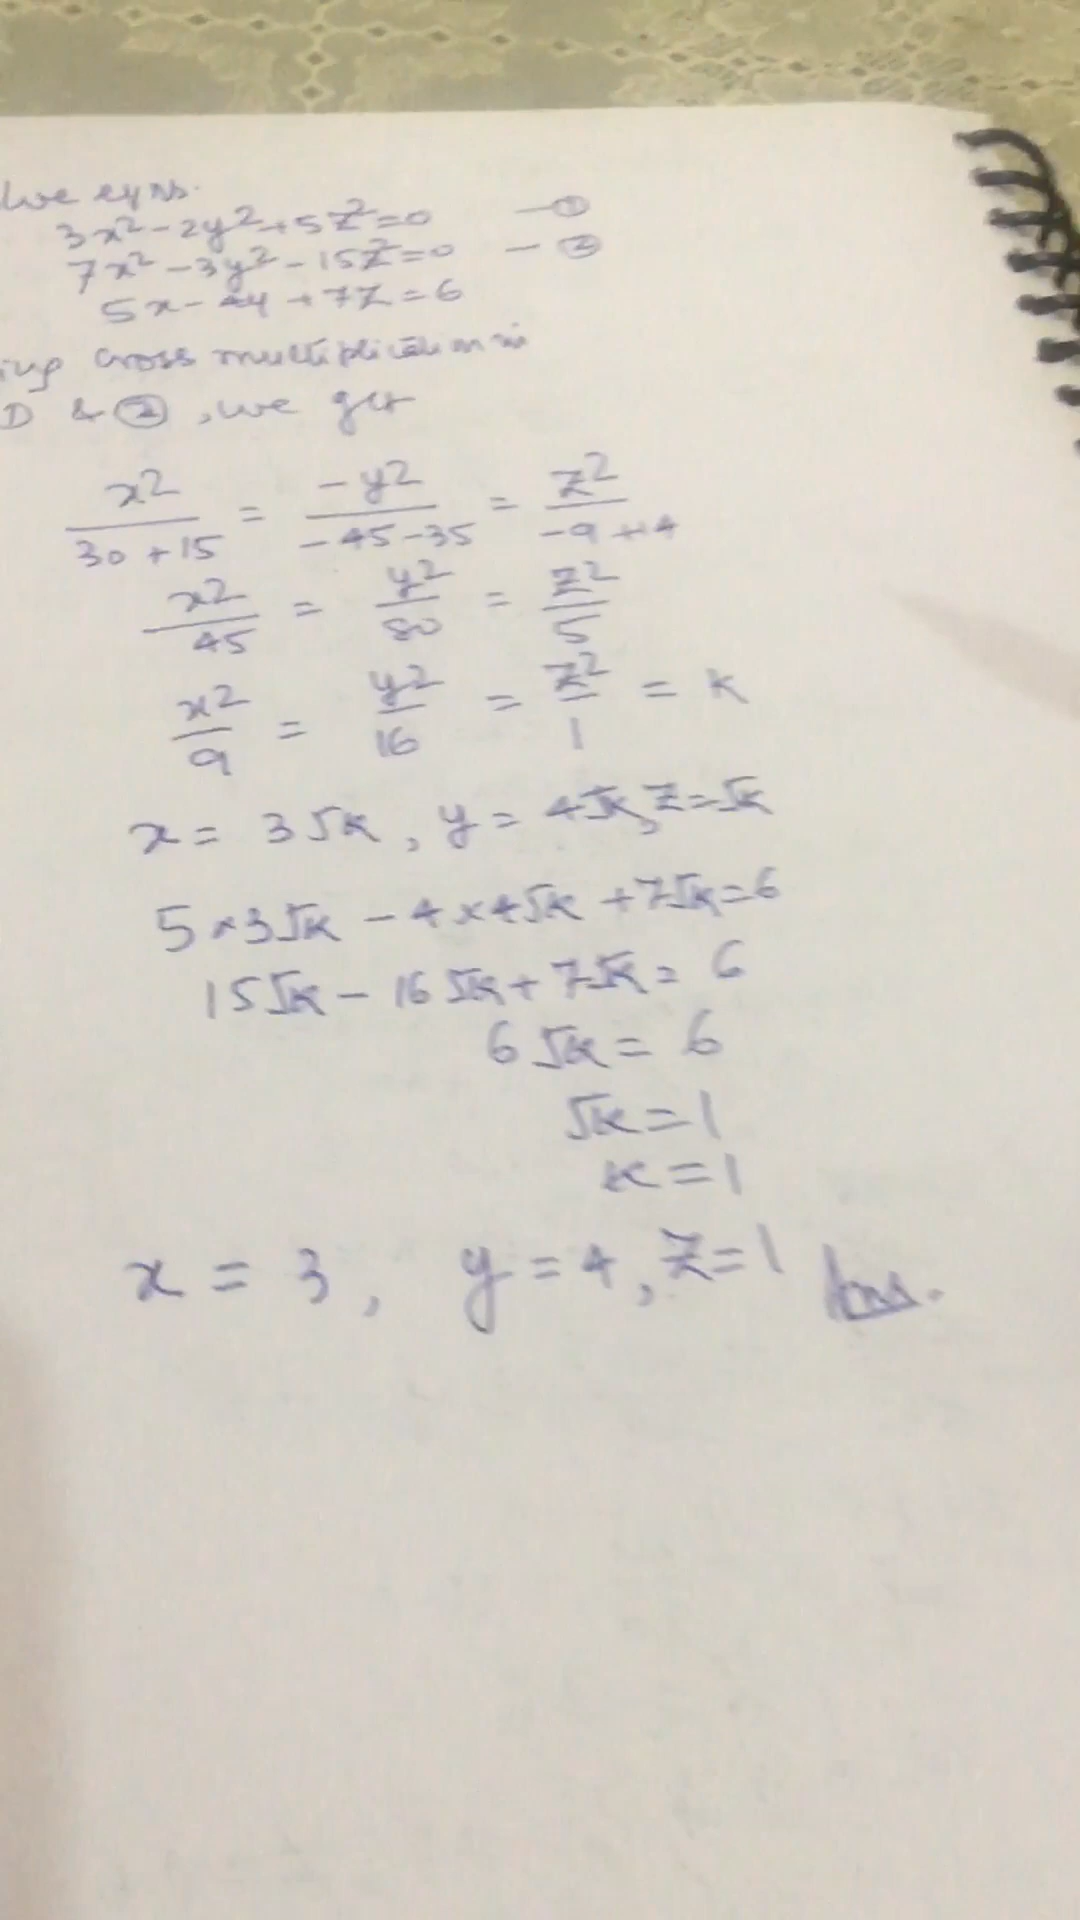 eqns.
3x² - 2y² + 5z² = 0 - ①
7x² - 3y² - 15z² = 0 - ②
5x - 4y + 7z = 6
cross multiplication in
& ②, we get
x²/(30 + 15) = -y²/(-45 - 35) = z²/(-9 + 14)
x²/45 = y²/80 = z²/5
x²/9 = y²/16 = z²/1 = k
x = 3√k, y = 4√k, z = √k
5 × 3√k - 4 × 4√k + 7√k = 6
15√k - 16√k + 7√k = 6
6√k = 6
√k = 1
k = 1
x = 3, y = 4, z = 1 Ans.